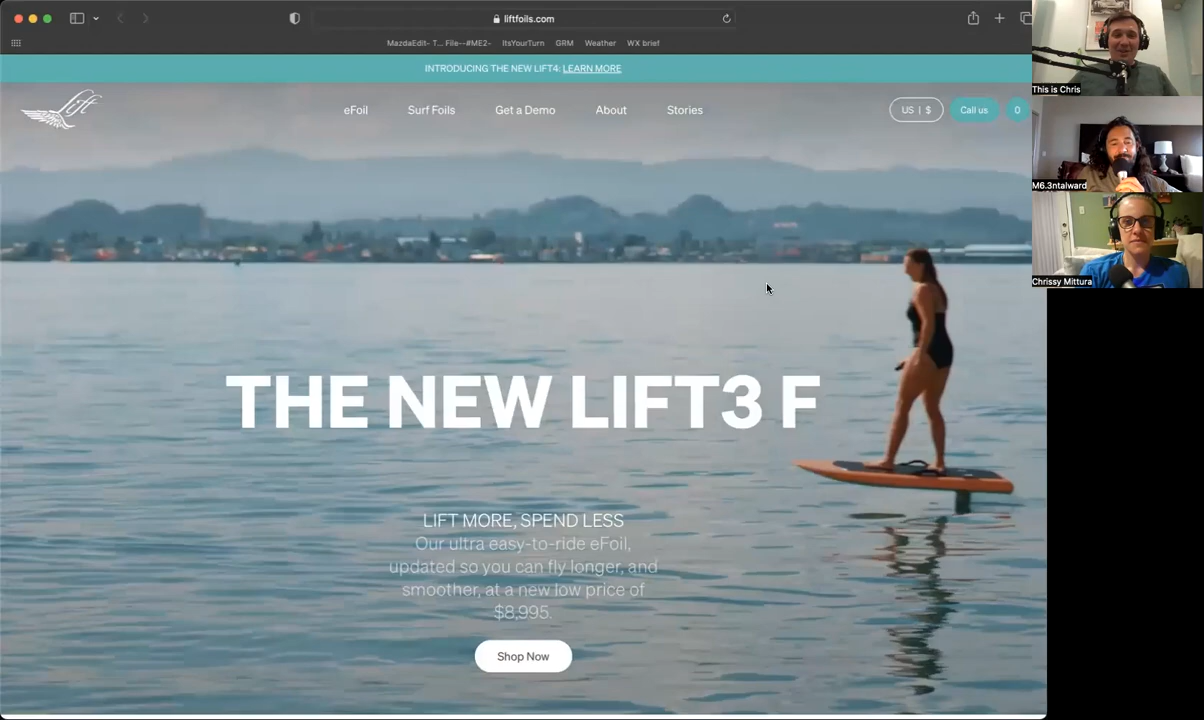 liftfoils.com
MazdaEdit- T... File--#ME2-
ItsYourTurn
GRM
Weather
WX brief
INTRODUCING THE NEW LIFT4: LEARN MORE
Lift
eFoil
Surf Foils
Get a Demo
About
Stories
US | $
Call us
0
THE NEW LIFT3 F
LIFT MORE, SPEND LESS
Our ultra easy-to-ride eFoil,
updated so you can fly longer, and
smoother, at a new low price of
$8,995.
Shop Now
This is Chris
M6.3ntalward
Chrissy Mittura